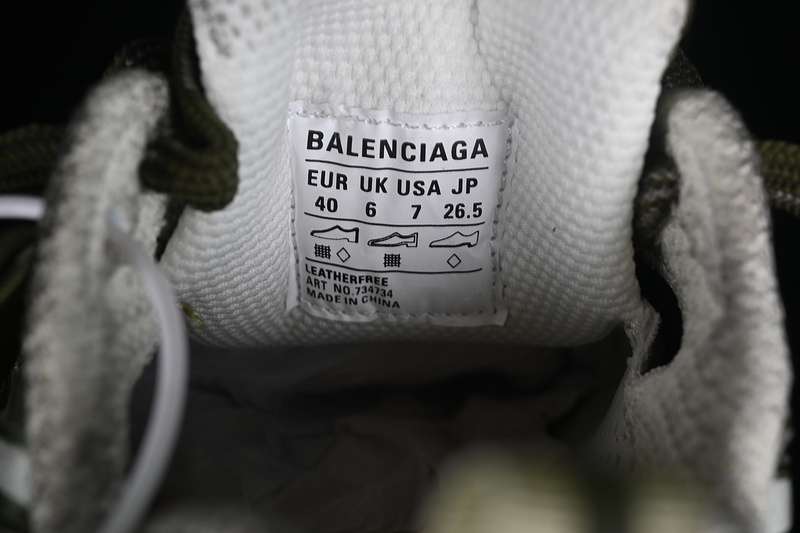 BALENCIAGA
EUR UK USA JP
40 6 7 26.5
LEATHERFREE
ART NO.734734
MADE IN CHINA